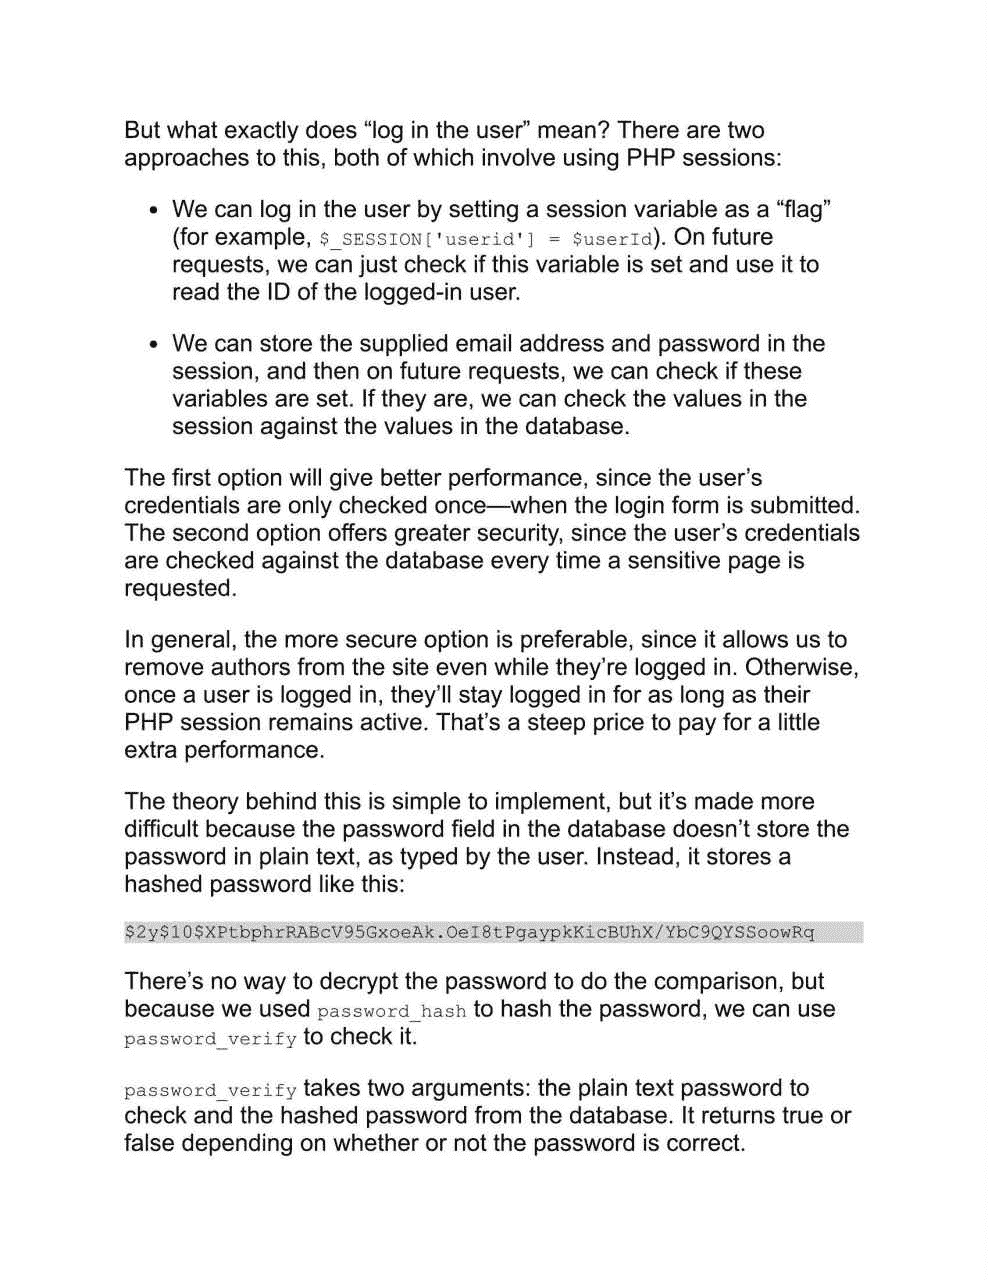 But what exactly does “log in the user” mean? There are two
approaches to this, both of which involve using PHP sessions:
• We can log in the user by setting a session variable as a “flag”
(for example, $_SESSION['userid'] = $userId). On future
requests, we can just check if this variable is set and use it to
read the ID of the logged-in user.
• We can store the supplied email address and password in the
session, and then on future requests, we can check if these
variables are set. If they are, we can check the values in the
session against the values in the database.
The first option will give better performance, since the user’s
credentials are only checked once—when the login form is submitted.
The second option offers greater security, since the user’s credentials
are checked against the database every time a sensitive page is
requested.
In general, the more secure option is preferable, since it allows us to
remove authors from the site even while they’re logged in. Otherwise,
once a user is logged in, they’ll stay logged in for as long as their
PHP session remains active. That’s a steep price to pay for a little
extra performance.
The theory behind this is simple to implement, but it’s made more
difficult because the password field in the database doesn’t store the
password in plain text, as typed by the user. Instead, it stores a
hashed password like this:
$2y$10$XPtbphrRABcV95GxoeAk.OeI8tPgaypkKicBUhX/YbC9QYSSoowRq
There’s no way to decrypt the password to do the comparison, but
because we used password_hash to hash the password, we can use
password_verify to check it.
password_verify takes two arguments: the plain text password to
check and the hashed password from the database. It returns true or
false depending on whether or not the password is correct.